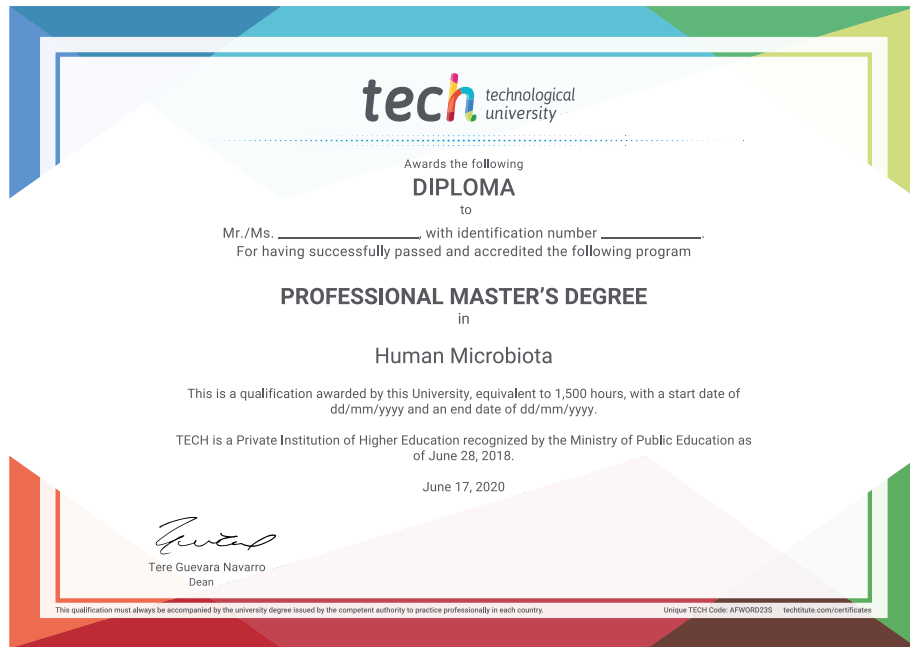 tech technological
university
Awards the following
DIPLOMA
to
Mr./Ms. ____________________, with identification number ______________.
For having successfully passed and accredited the following program
PROFESSIONAL MASTER'S DEGREE
in
Human Microbiota
This is a qualification awarded by this University, equivalent to 1,500 hours, with a start date of
dd/mm/yyyy and an end date of dd/mm/yyyy.
TECH is a Private Institution of Higher Education recognized by the Ministry of Public Education as
of June 28, 2018.
June 17, 2020
Tere Guevara Navarro
Dean
This qualification must always be accompanied by the university degree issued by the competent authority to practice professionally in each country.
Unique TECH Code: AFWORD23S techtitute.com/certificates